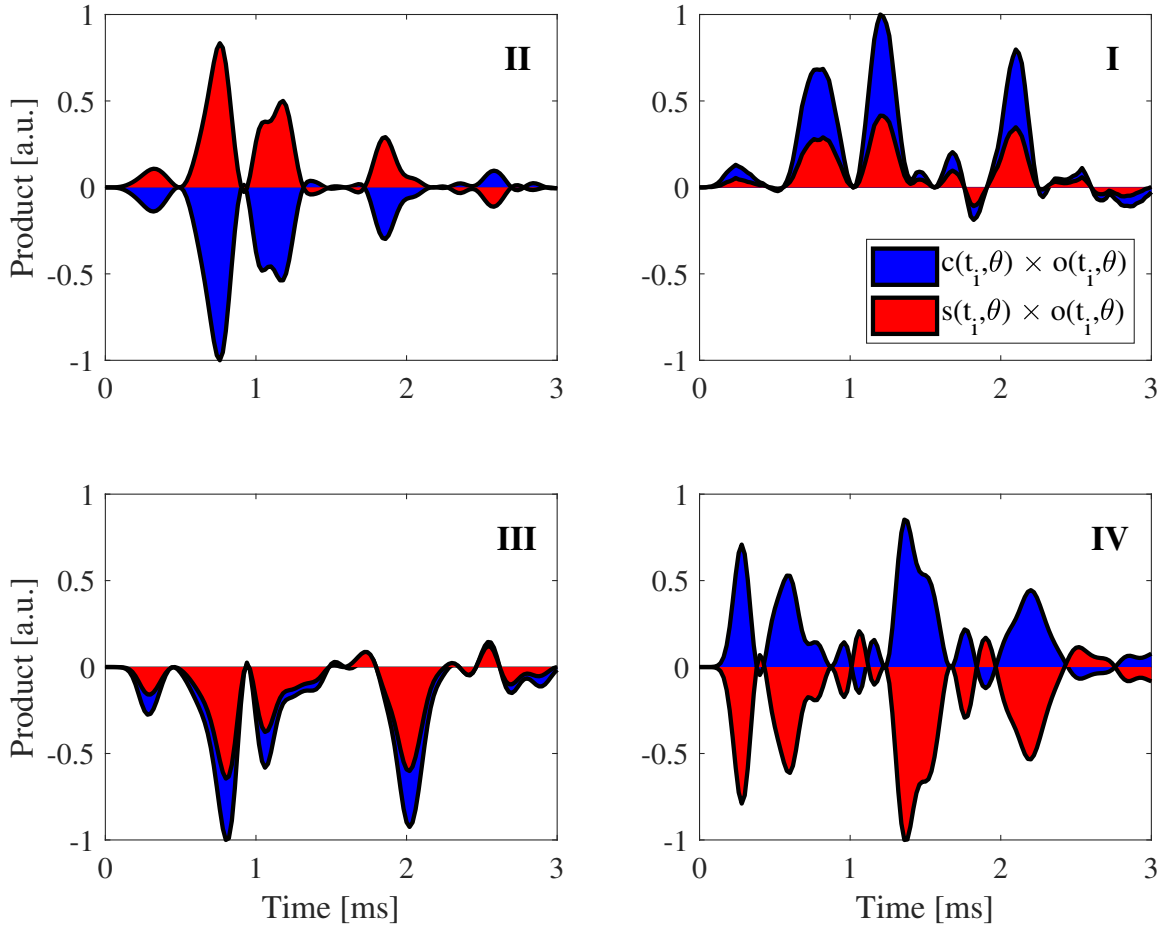 1
0.5
0
-0.5
-1
0 1 2 3
Product [a.u.]
II
1
0.5
0
-0.5
-1
0 1 2 3
I
c(t_i,θ) × o(t_i,θ)
s(t_i,θ) × o(t_i,θ)
1
0.5
0
-0.5
-1
0 1 2 3
Product [a.u.]
Time [ms]
III
1
0.5
0
-0.5
-1
0 1 2 3
Time [ms]
IV